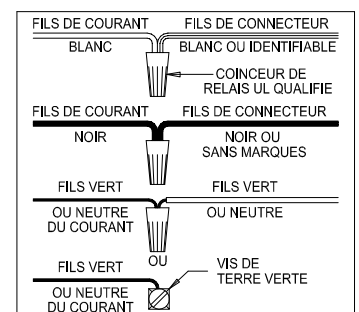 FILS DE COURANT FILS DE CONNECTEUR
BLANC BLANC OU IDENTIFIABLE
COINCEUR DE
RELAIS UL QUALIFIE
FILS DE COURANT FILS DE CONNECTEUR
NOIR NOIR OU
SANS MARQUES
FILS VERT FILS VERT
OU NEUTRE OU NEUTRE
DU COURANT
OU
FILS VERT VIS DE
TERRE VERTE
OU NEUTRE
DU COURANT